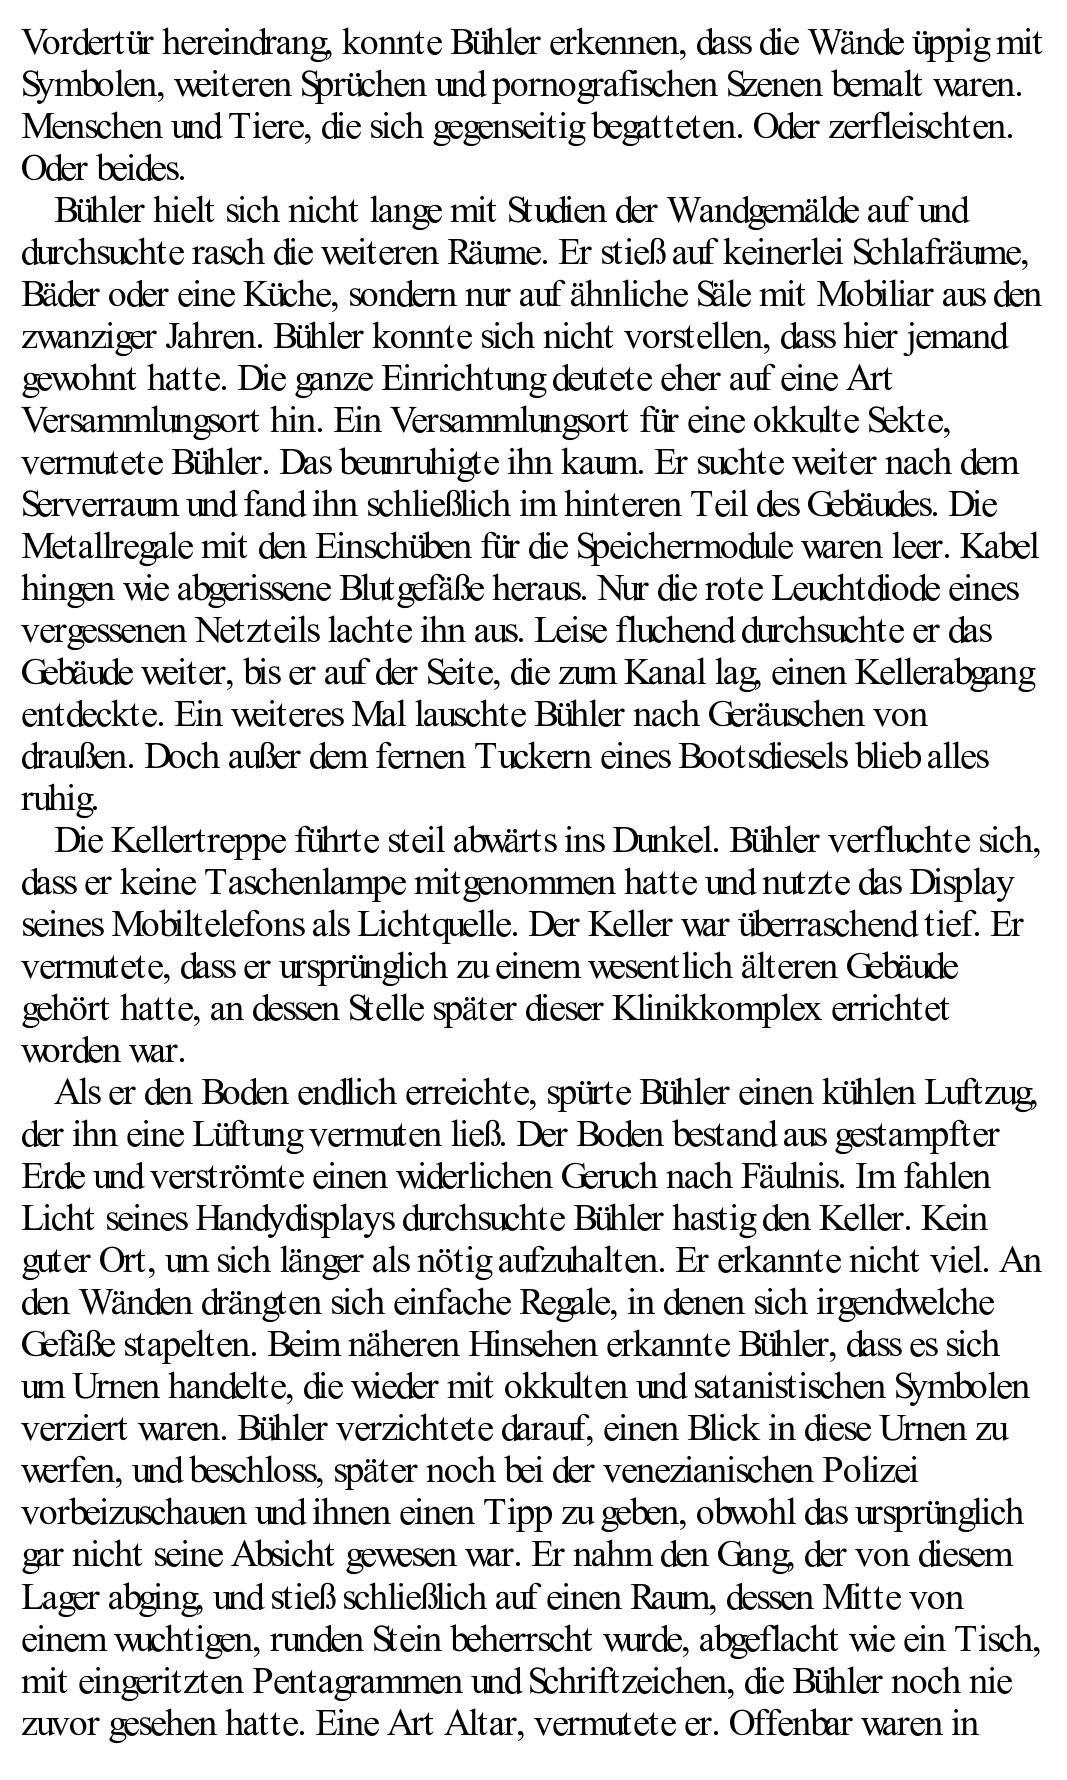 Vordertür hereindrang, konnte Bühler erkennen, dass die Wände üppig mit
Symbolen, weiteren Sprüchen und pornografischen Szenen bemalt waren.
Menschen und Tiere, die sich gegenseitig begatteten. Oder zerfleischten.
Oder beides.
Bühler hielt sich nicht lange mit Studien der Wandgemälde auf und
durchsuchte rasch die weiteren Räume. Er stieß auf keinerlei Schlafräume,
Bäder oder eine Küche, sondern nur auf ähnliche Säle mit Mobiliar aus den
zwanziger Jahren. Bühler konnte sich nicht vorstellen, dass hier jemand
gewohnt hatte. Die ganze Einrichtung deutete eher auf eine Art
Versammlungsort hin. Ein Versammlungsort für eine okkulte Sekte,
vermutete Bühler. Das beunruhigte ihn kaum. Er suchte weiter nach dem
Serverraum und fand ihn schließlich im hinteren Teil des Gebäudes. Die
Metallregale mit den Einschüben für die Speichermodule waren leer. Kabel
hingen wie abgerissene Blutgefäße heraus. Nur die rote Leuchtdiode eines
vergessenen Netzteils lachte ihn aus. Leise fluchend durchsuchte er das
Gebäude weiter, bis er auf der Seite, die zum Kanal lag, einen Kellerabgang
entdeckte. Ein weiteres Mal lauschte Bühler nach Geräuschen von
draußen. Doch außer dem fernen Tuckern eines Bootsdiesels blieb alles
ruhig.
Die Kellertreppe führte steil abwärts ins Dunkel. Bühler verfluchte sich,
dass er keine Taschenlampe mitgenommen hatte und nutzte das Display
seines Mobiltelefons als Lichtquelle. Der Keller war überraschend tief. Er
vermutete, dass er ursprünglich zu einem wesentlich älteren Gebäude
gehört hatte, an dessen Stelle später dieser Klinikkomplex errichtet
worden war.
Als er den Boden endlich erreichte, spürte Bühler einen kühlen Luftzug,
der ihn eine Lüftung vermuten ließ. Der Boden bestand aus gestampfter
Erde und verströmte einen widerlichen Geruch nach Fäulnis. Im fahlen
Licht seines Handydisplays durchsuchte Bühler hastig den Keller. Kein
guter Ort, um sich länger als nötig aufzuhalten. Er erkannte nicht viel. An
den Wänden drängten sich einfache Regale, in denen sich irgendwelche
Gefäße stapelten. Beim näheren Hinsehen erkannte Bühler, dass es sich
um Urnen handelte, die wieder mit okkulten und satanistischen Symbolen
verziert waren. Bühler verzichtete darauf, einen Blick in diese Urnen zu
werfen, und beschloss, später noch bei der venezianischen Polizei
vorbeizuschauen und ihnen einen Tipp zu geben, obwohl das ursprünglich
gar nicht seine Absicht gewesen war. Er nahm den Gang, der von diesem
Lager abging, und stieß schließlich auf einen Raum, dessen Mitte von
einem wuchtigen, runden Stein beherrscht wurde, abgeflacht wie ein Tisch,
mit eingeritzten Pentagrammen und Schriftzeichen, die Bühler noch nie
zuvor gesehen hatte. Eine Art Altar, vermutete er. Offenbar waren in